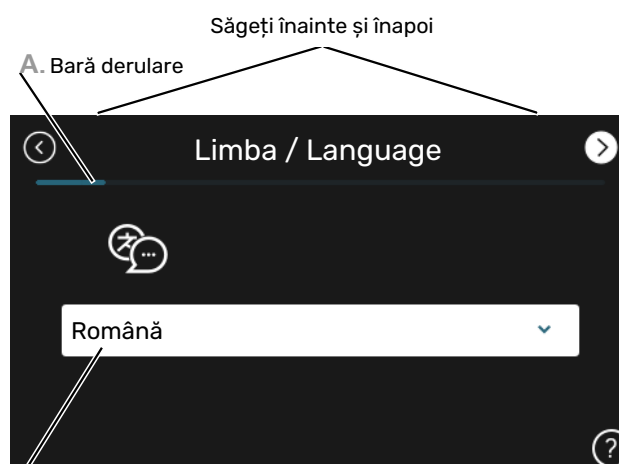 Săgeți înainte și înapoi
A. Bară derulare
Limba / Language
Română
?